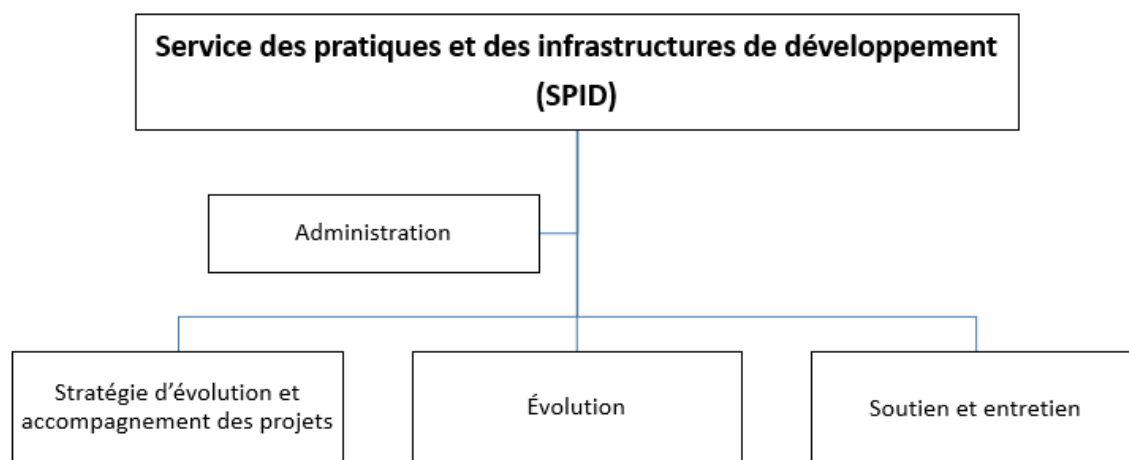 Service des pratiques et des infrastructures de développement
(SPID)
Administration
Stratégie d’évolution et
accompagnement des projets
Évolution
Soutien et entretien